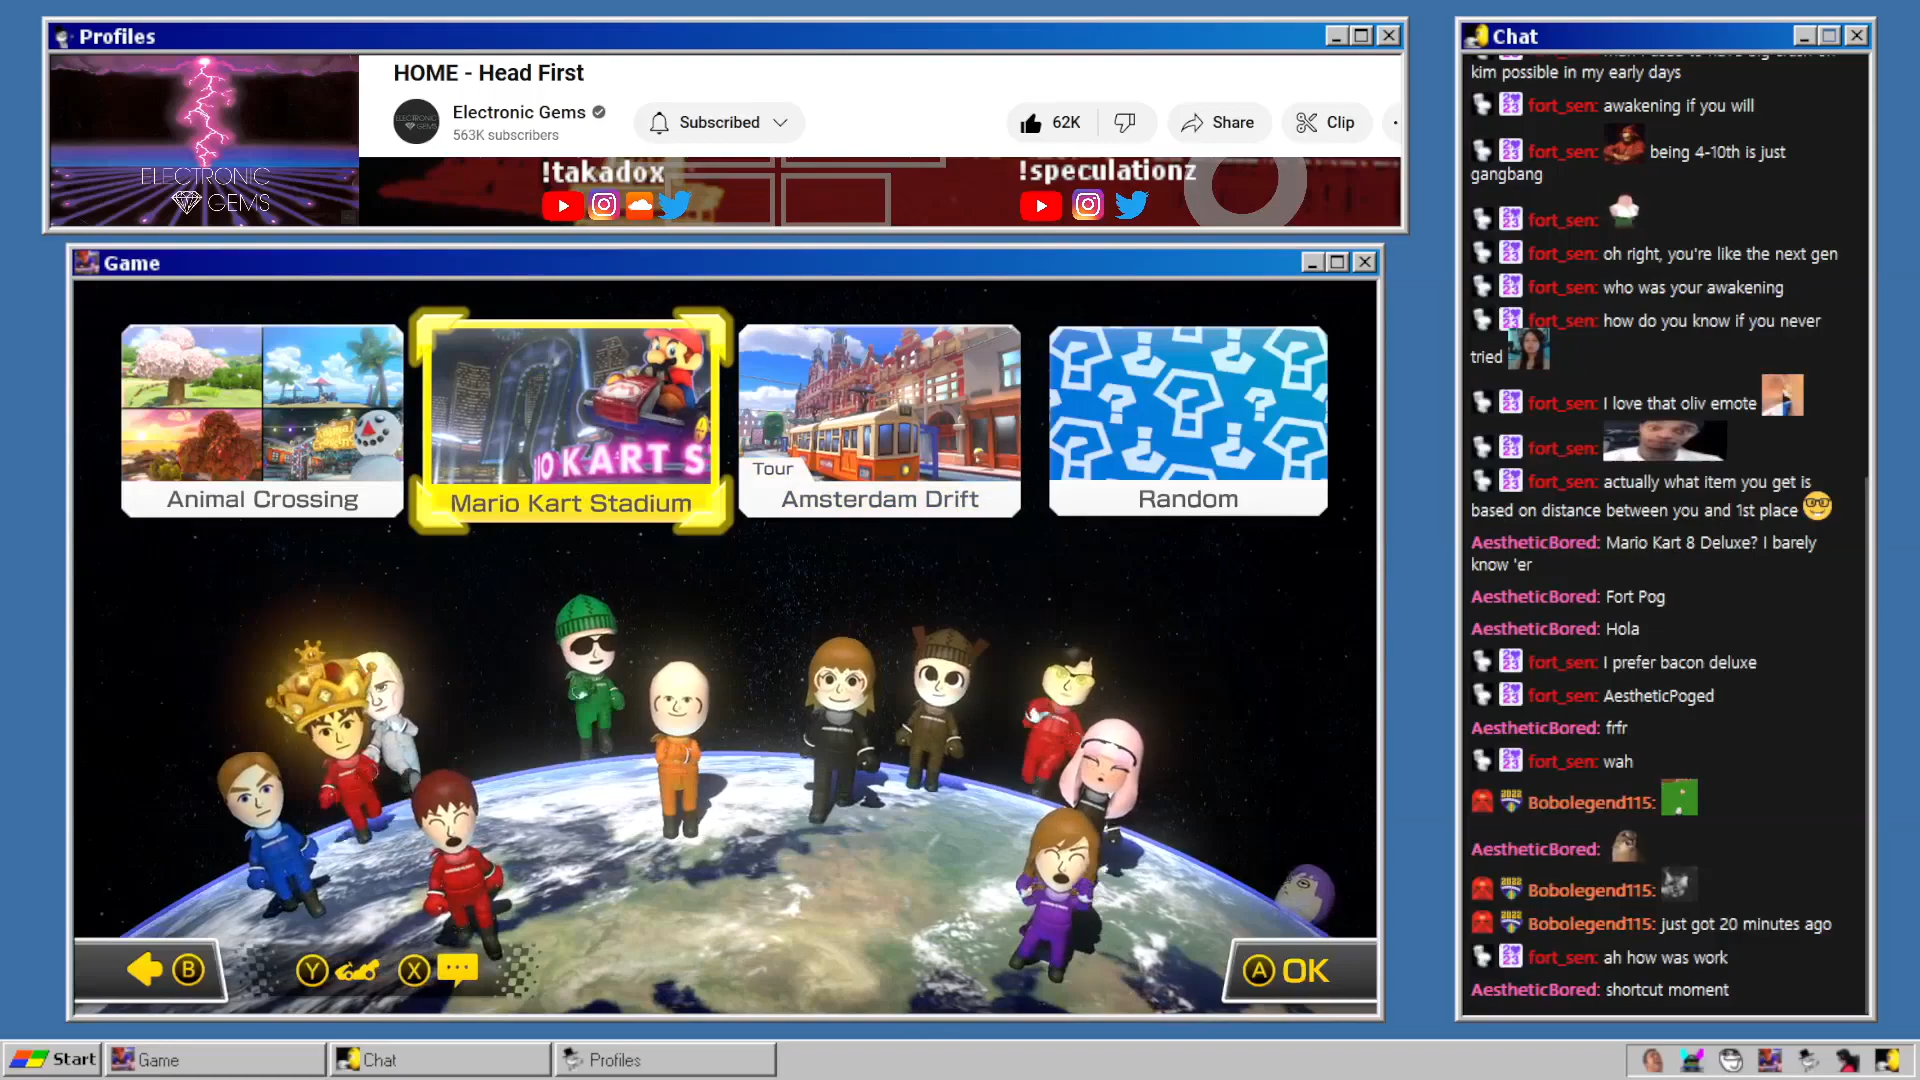 Profiles
HOME - Head First
Electronic Gems
563K subscribers
Subscribed
62K
Share
Clip
ELECTRONIC
GEMS
!takadox
!speculationz
Game
Animal Crossing
Mario Kart Stadium
Tour
Amsterdam Drift
Random
B
Y
X
A OK
Chat
kim possible in my early days
fort_sen: awakening if you will
fort_sen: being 4-10th is just
gangbang
fort_sen:
fort_sen: oh right, you're like the next gen
fort_sen: who was your awakening
fort_sen: how do you know if you never
tried
fort_sen: I love that oliv emote
fort_sen:
fort_sen: actually what item you get is
based on distance between you and 1st place
AestheticBored: Mario Kart 8 Deluxe? I barely
know 'er
AestheticBored: Fort Pog
AestheticBored: Hola
fort_sen: I prefer bacon deluxe
fort_sen: AestheticPoged
AestheticBored: frfr
fort_sen: wah
Bobolegend115:
AestheticBored:
Bobolegend115:
Bobolegend115: just got 20 minutes ago
fort_sen: ah how was work
AestheticBored: shortcut moment
Start
Game
Chat
Profiles